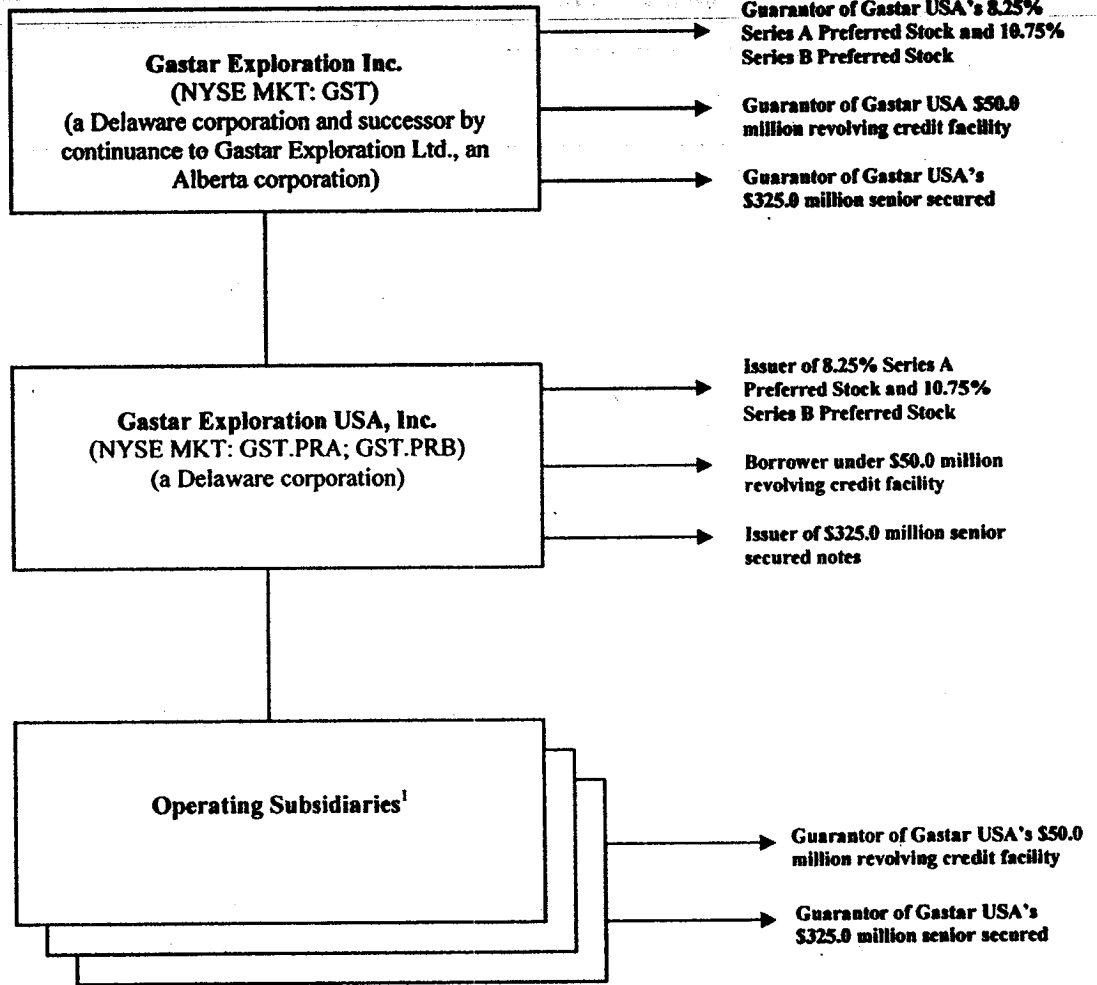 Guarantor of Gastar USA's 8.25%
Series A Preferred Stock and 10.75%
Series B Preferred Stock
Gastar Exploration Inc.
(NYSE MKT: GST)
(a Delaware corporation and successor by
continuance to Gastar Exploration Ltd., an
Alberta corporation)
Guarantor of Gastar USA $50.0
million revolving credit facility
Guarantor of Gastar USA's
$325.0 million senior secured
Gastar Exploration USA, Inc.
(NYSE MKT: GST.PRA; GST.PRB)
(a Delaware corporation)
Issuer of 8.25% Series A
Preferred Stock and 10.75%
Series B Preferred Stock
Borrower under $50.0 million
revolving credit facility
Issuer of $325.0 million senior
secured notes
Operating Subsidiaries¹
Guarantor of Gastar USA's $50.0
million revolving credit facility
Guarantor of Gastar USA's
$325.0 million senior secured